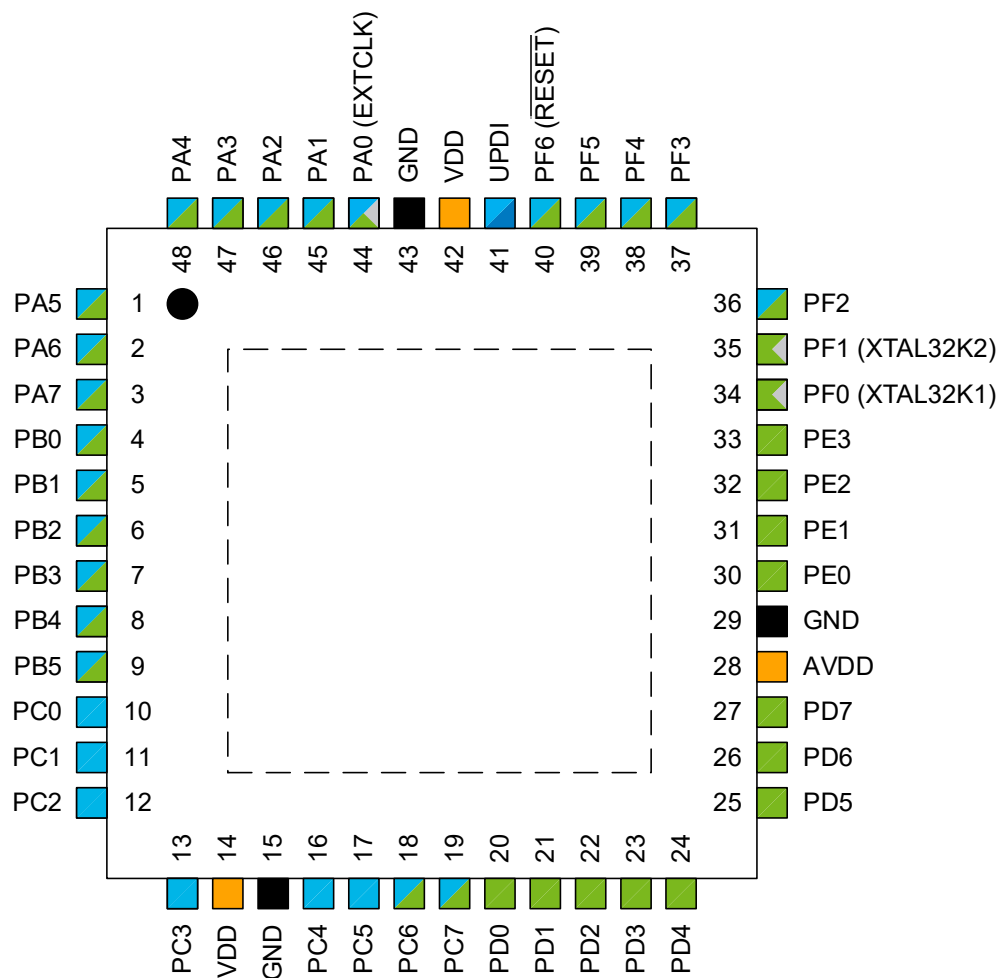 PA4 PA3 PA2 PA1 PA0 (EXTCLK) GND VDD UPDI PF6 (RESET) PF5 PF4 PF3
48 47 46 45 44 43 42 41 40 39 38 37
PA5 1 36 PF2
PA6 2 35 PF1 (XTAL32K2)
PA7 3 34 PF0 (XTAL32K1)
PB0 4 33 PE3
PB1 5 32 PE2
PB2 6 31 PE1
PB3 7 30 PE0
PB4 8 29 GND
PB5 9 28 AVDD
PC0 10 27 PD7
PC1 11 26 PD6
PC2 12 25 PD5
13 14 15 16 17 18 19 20 21 22 23 24
PC3 VDD GND PC4 PC5 PC6 PC7 PD0 PD1 PD2 PD3 PD4